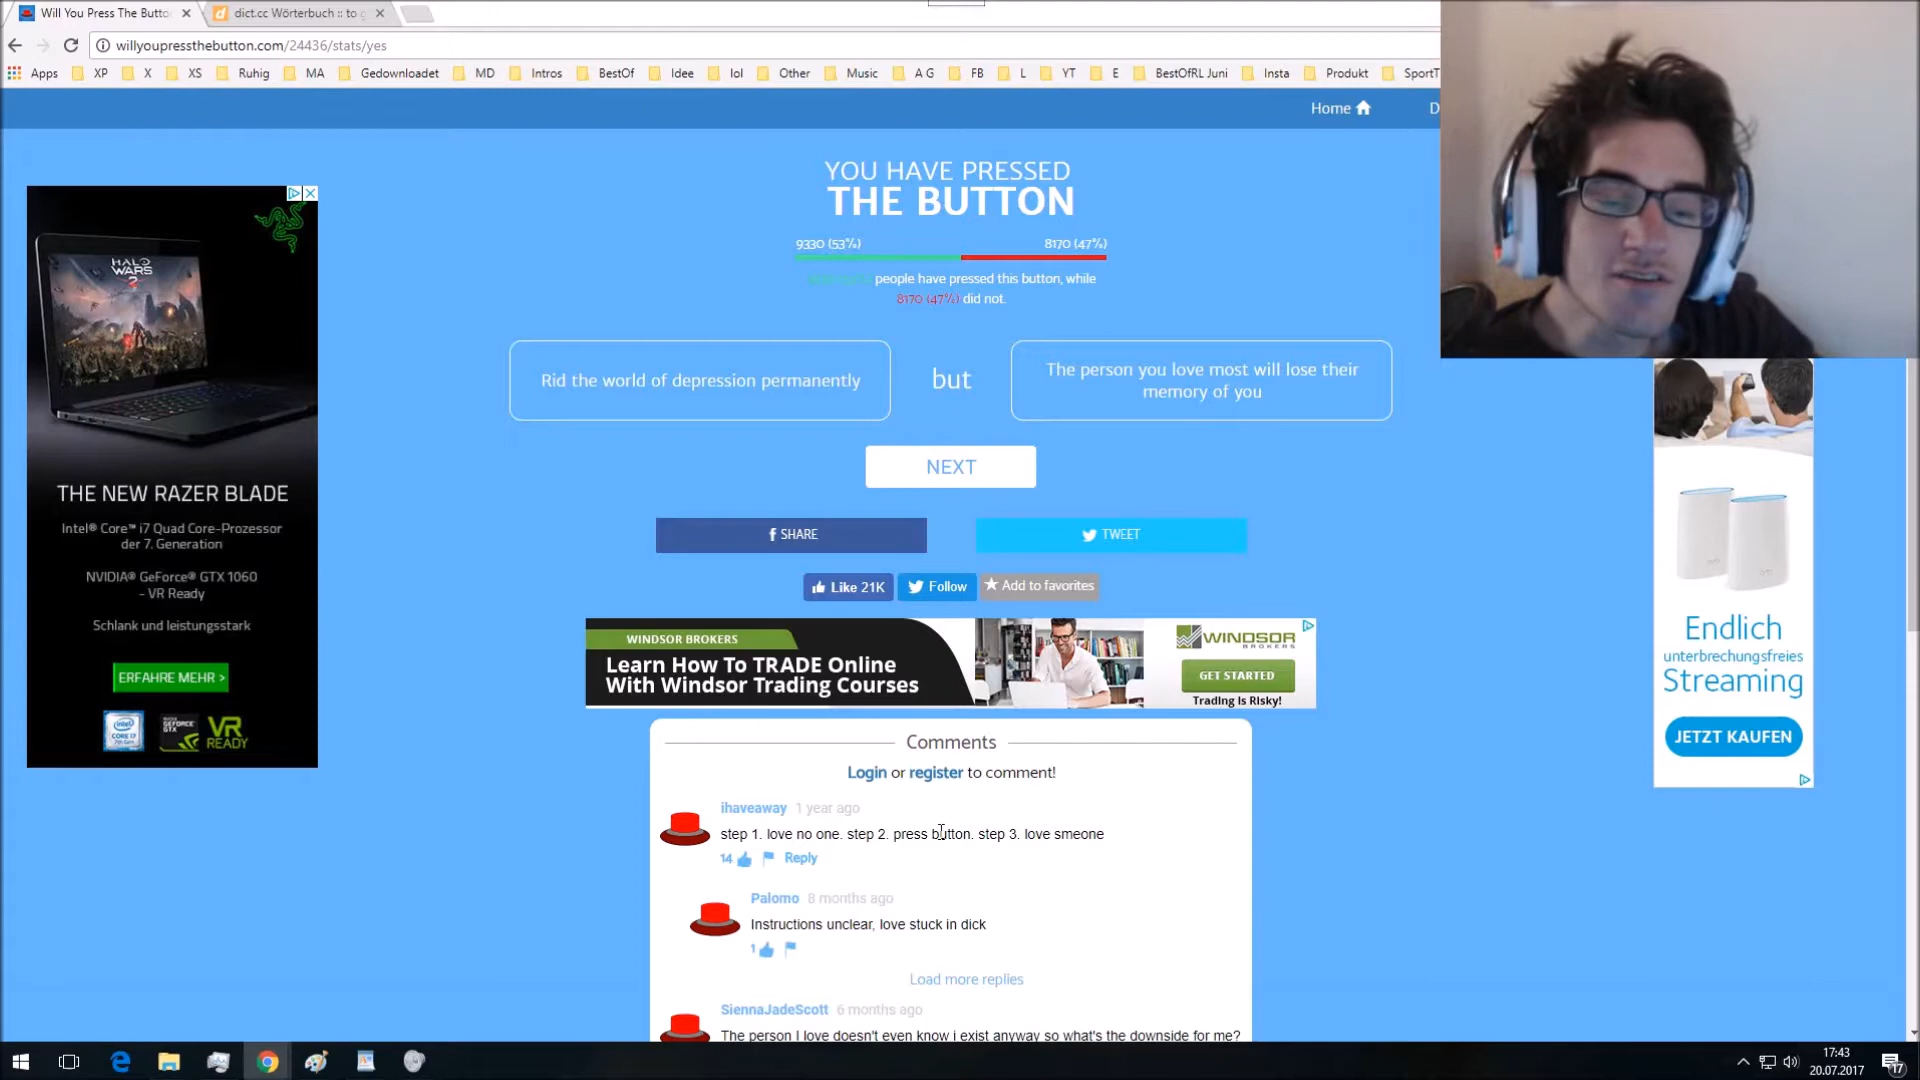 Will You Press The Butto
dict.cc Wörterbuch :: to g
willyoupressthebutton.com/24436/stats/yes
Apps XP X XS Ruhig MA Gedownloadet MD Intros BestOf Idee lol Other Music A G FB L YT E BestOfRL Juni Insta Produkt SportT
Home D
YOU HAVE PRESSED
THE BUTTON
9330 (53%) 8170 (47%)
people have pressed this button, while
8170 (47%) did not.
Rid the world of depression permanently
but
The person you love most will lose their
memory of you
NEXT
SHARE
TWEET
Like 21K
Follow
Add to favorites
HALO
WARS
2
THE NEW RAZER BLADE
Intel® Core™ i7 Quad Core-Prozessor
der 7. Generation
NVIDIA® GeForce® GTX 1060
- VR Ready
Schlank und leistungsstark
ERFAHRE MEHR >
intel
CORE i7
GEFORCE
GTX
VR
READY
WINDSOR BROKERS
Learn How To TRADE Online
With Windsor Trading Courses
WINDSOR
BROKERS
GET STARTED
Trading Is Risky!
Endlich
unterbrechungsfreies
Streaming
JETZT KAUFEN
Comments
Login or register to comment!
ihaveaway 1 year ago
step 1. love no one. step 2. press button. step 3. love smeone
14 Reply
Palomo 8 months ago
Instructions unclear, love stuck in dick
1
Load more replies
SiennaJadeScott 6 months ago
The person I love doesn't even know i exist anyway so what's the downside for me?
17:43
20.07.2017
17